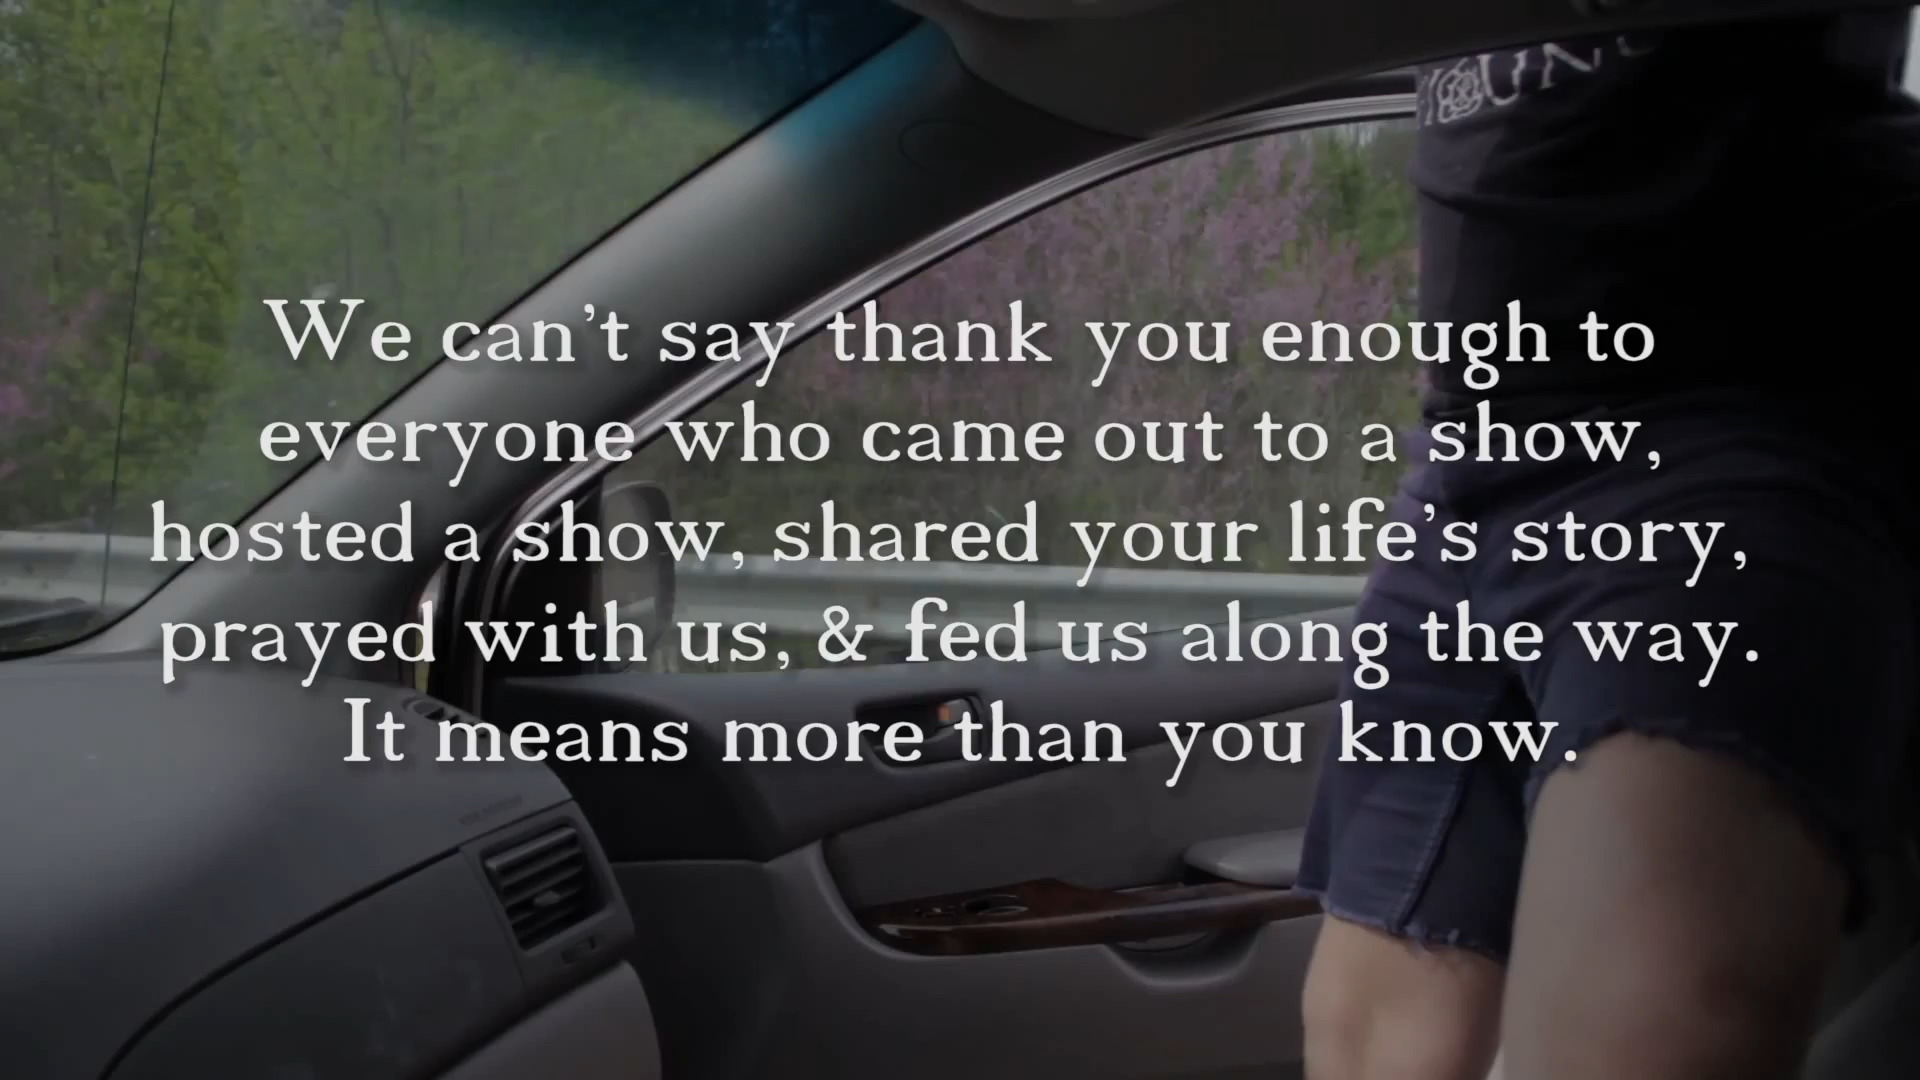 We can't say thank you enough to
everyone who came out to a show,
hosted a show, shared your life's story,
prayed with us, & fed us along the way.
It means more than you know.